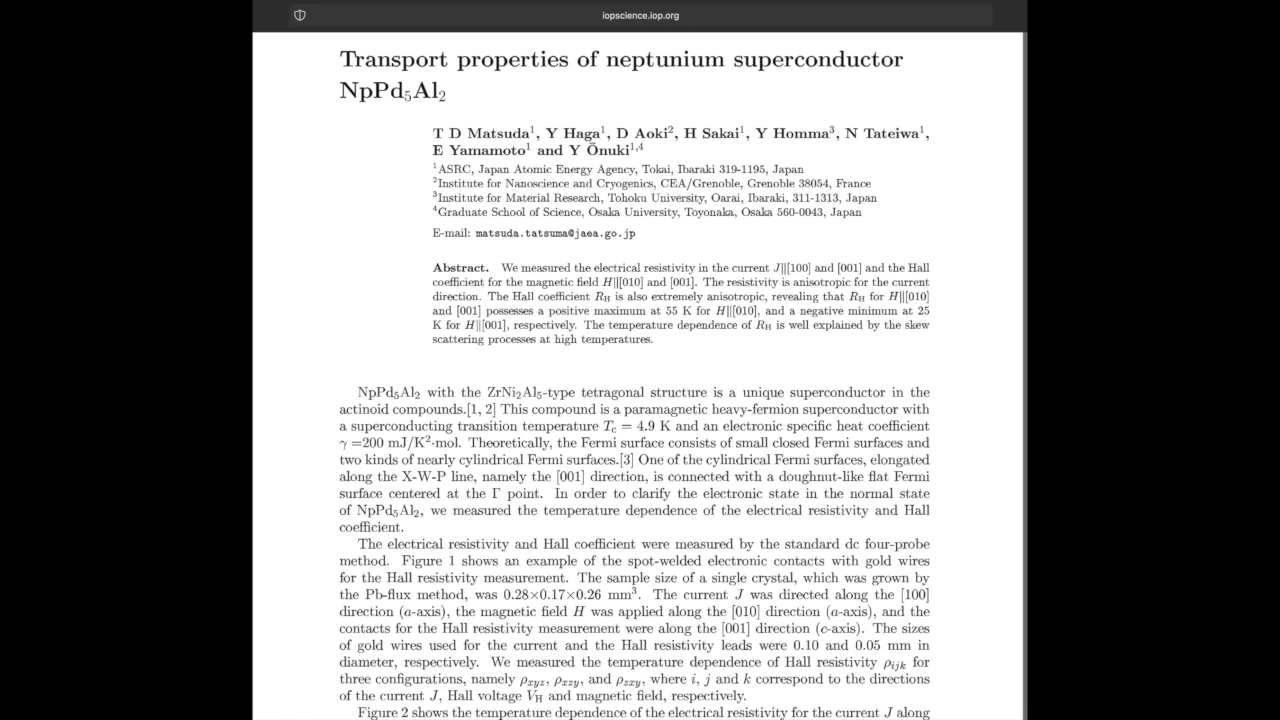 iopscience.iop.org
Transport properties of neptunium superconductor
NpPd₅Al₂
T D Matsuda¹, Y Haga¹, D Aoki², H Sakai¹, Y Homma³, N Tateiwa¹,
E Yamamoto¹ and Y Ōnuki¹,⁴
¹ASRC, Japan Atomic Energy Agency, Tokai, Ibaraki 319-1195, Japan
²Institute for Nanoscience and Cryogenics, CEA/Grenoble, Grenoble 38054, France
³Institute for Material Research, Tohoku University, Oarai, Ibaraki, 311-1313, Japan
⁴Graduate School of Science, Osaka University, Toyonaka, Osaka 560-0043, Japan
E-mail: matsuda.tatsuma@jaea.go.jp
Abstract. We measured the electrical resistivity in the current J||[100] and [001] and the Hall
coefficient for the magnetic field H||[010] and [001]. The resistivity is anisotropic for the current
direction. The Hall coefficient R_H is also extremely anisotropic, revealing that R_H for H||[010]
and [001] possesses a positive maximum at 55 K for H||[010], and a negative minimum at 25
K for H||[001], respectively. The temperature dependence of R_H is well explained by the skew
scattering processes at high temperatures.
NpPd₅Al₂ with the ZrNi₂Al₅-type tetragonal structure is a unique superconductor in the
actinoid compounds.[1, 2] This compound is a paramagnetic heavy-fermion superconductor with
a superconducting transition temperature T_c = 4.9 K and an electronic specific heat coefficient
γ =200 mJ/K²·mol. Theoretically, the Fermi surface consists of small closed Fermi surfaces and
two kinds of nearly cylindrical Fermi surfaces.[3] One of the cylindrical Fermi surfaces, elongated
along the X-W-P line, namely the [001] direction, is connected with a doughnut-like flat Fermi
surface centered at the Γ point. In order to clarify the electronic state in the normal state
of NpPd₅Al₂, we measured the temperature dependence of the electrical resistivity and Hall
coefficient.
The electrical resistivity and Hall coefficient were measured by the standard dc four-probe
method. Figure 1 shows an example of the spot-welded electronic contacts with gold wires
for the Hall resistivity measurement. The sample size of a single crystal, which was grown by
the Pb-flux method, was 0.28×0.17×0.26 mm³. The current J was directed along the [100]
direction (a-axis), the magnetic field H was applied along the [010] direction (a-axis), and the
contacts for the Hall resistivity measurement were along the [001] direction (c-axis). The sizes
of gold wires used for the current and the Hall resistivity leads were 0.10 and 0.05 mm in
diameter, respectively. We measured the temperature dependence of Hall resistivity ρ_ijk for
three configurations, namely ρ_xyz, ρ_xzy, and ρ_zxy, where i, j and k correspond to the directions
of the current J, Hall voltage V_H and magnetic field, respectively.
Figure 2 shows the temperature dependence of the electrical resistivity for the current J along